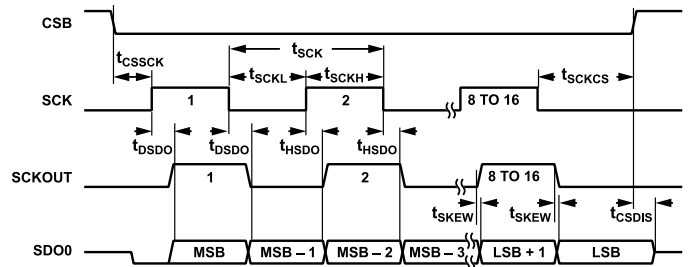 CSB
tCSSCK
tSCK
tSCKL
tSCKH
tSCKCS
SCK
1
2
8 TO 16
tDSDO
tDSDO
tHSDO
tHSDO
SCKOUT
1
2
8 TO 16
tSKEW
tSKEW
tCSDIS
SDO0
MSB
MSB – 1
MSB – 2
MSB – 3
LSB + 1
LSB